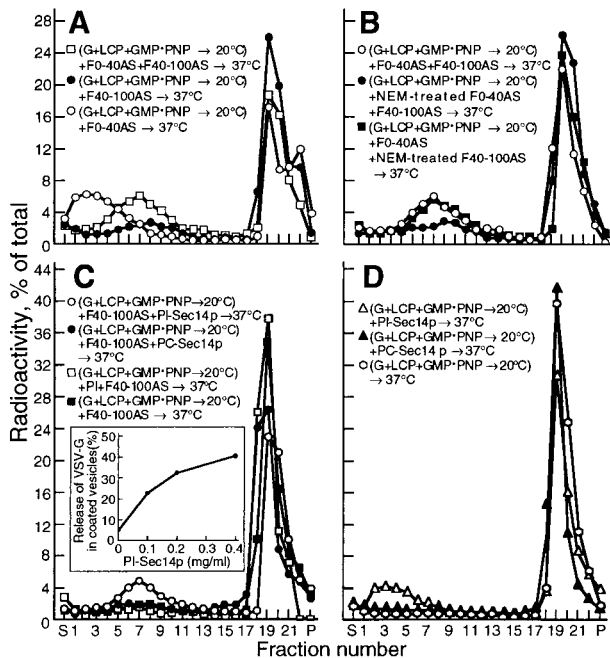 A
28
24
20
16
12
8
4
0
□(G+LCP+GMP•PNP → 20°C)
+F0-40AS+F40-100AS → 37°C
●(G+LCP+GMP•PNP → 20°C)
+F40-100AS → 37°C
○(G+LCP+GMP•PNP → 20°C)
+F0-40AS → 37°C
B
○(G+LCP+GMP•PNP → 20°C)
+F0-40AS+F40-100AS → 37°C
●(G+LCP+GMP•PNP → 20°C)
+NEM-treated F0-40AS
+F40-100AS → 37°C
■(G+LCP+GMP•PNP → 20°C)
+F0-40AS
+NEM-treated F40-100AS
→ 37°C
Radioactivity, % of total
C
44
40
36
32
28
24
20
16
12
8
4
0
○(G+LCP+GMP•PNP→20°C)
+F40-100AS+PI-Sec14p→37°C
●(G+LCP+GMP•PNP→20°C)
+F40-100AS+PC-Sec14p
→ 37°C
□(G+LCP+GMP•PNP→20°C)
+PI+F40-100AS → 37°C
■(G+LCP+GMP•PNP→20°C)
+F40-100AS → 37°C
Release of VSV-G
in coated vesicles(%)
50
40
30
20
10
0
0 0.1 0.2 0.3 0.4
PI-Sec14p (mg/ml)
S 1 3 5 7 9 11 13 15 17 19 21 P
D
△(G+LCP+GMP•PNP→20°C)
+PI-Sec14p →37°C
▲(G+LCP+GMP•PNP →20°C)
+PC-Sec14 p →37°C
○(G+LCP+GMP•PNP→20°C)
→ 37°C
S 1 3 5 7 9 11 13 15 17 19 21 P
Fraction number